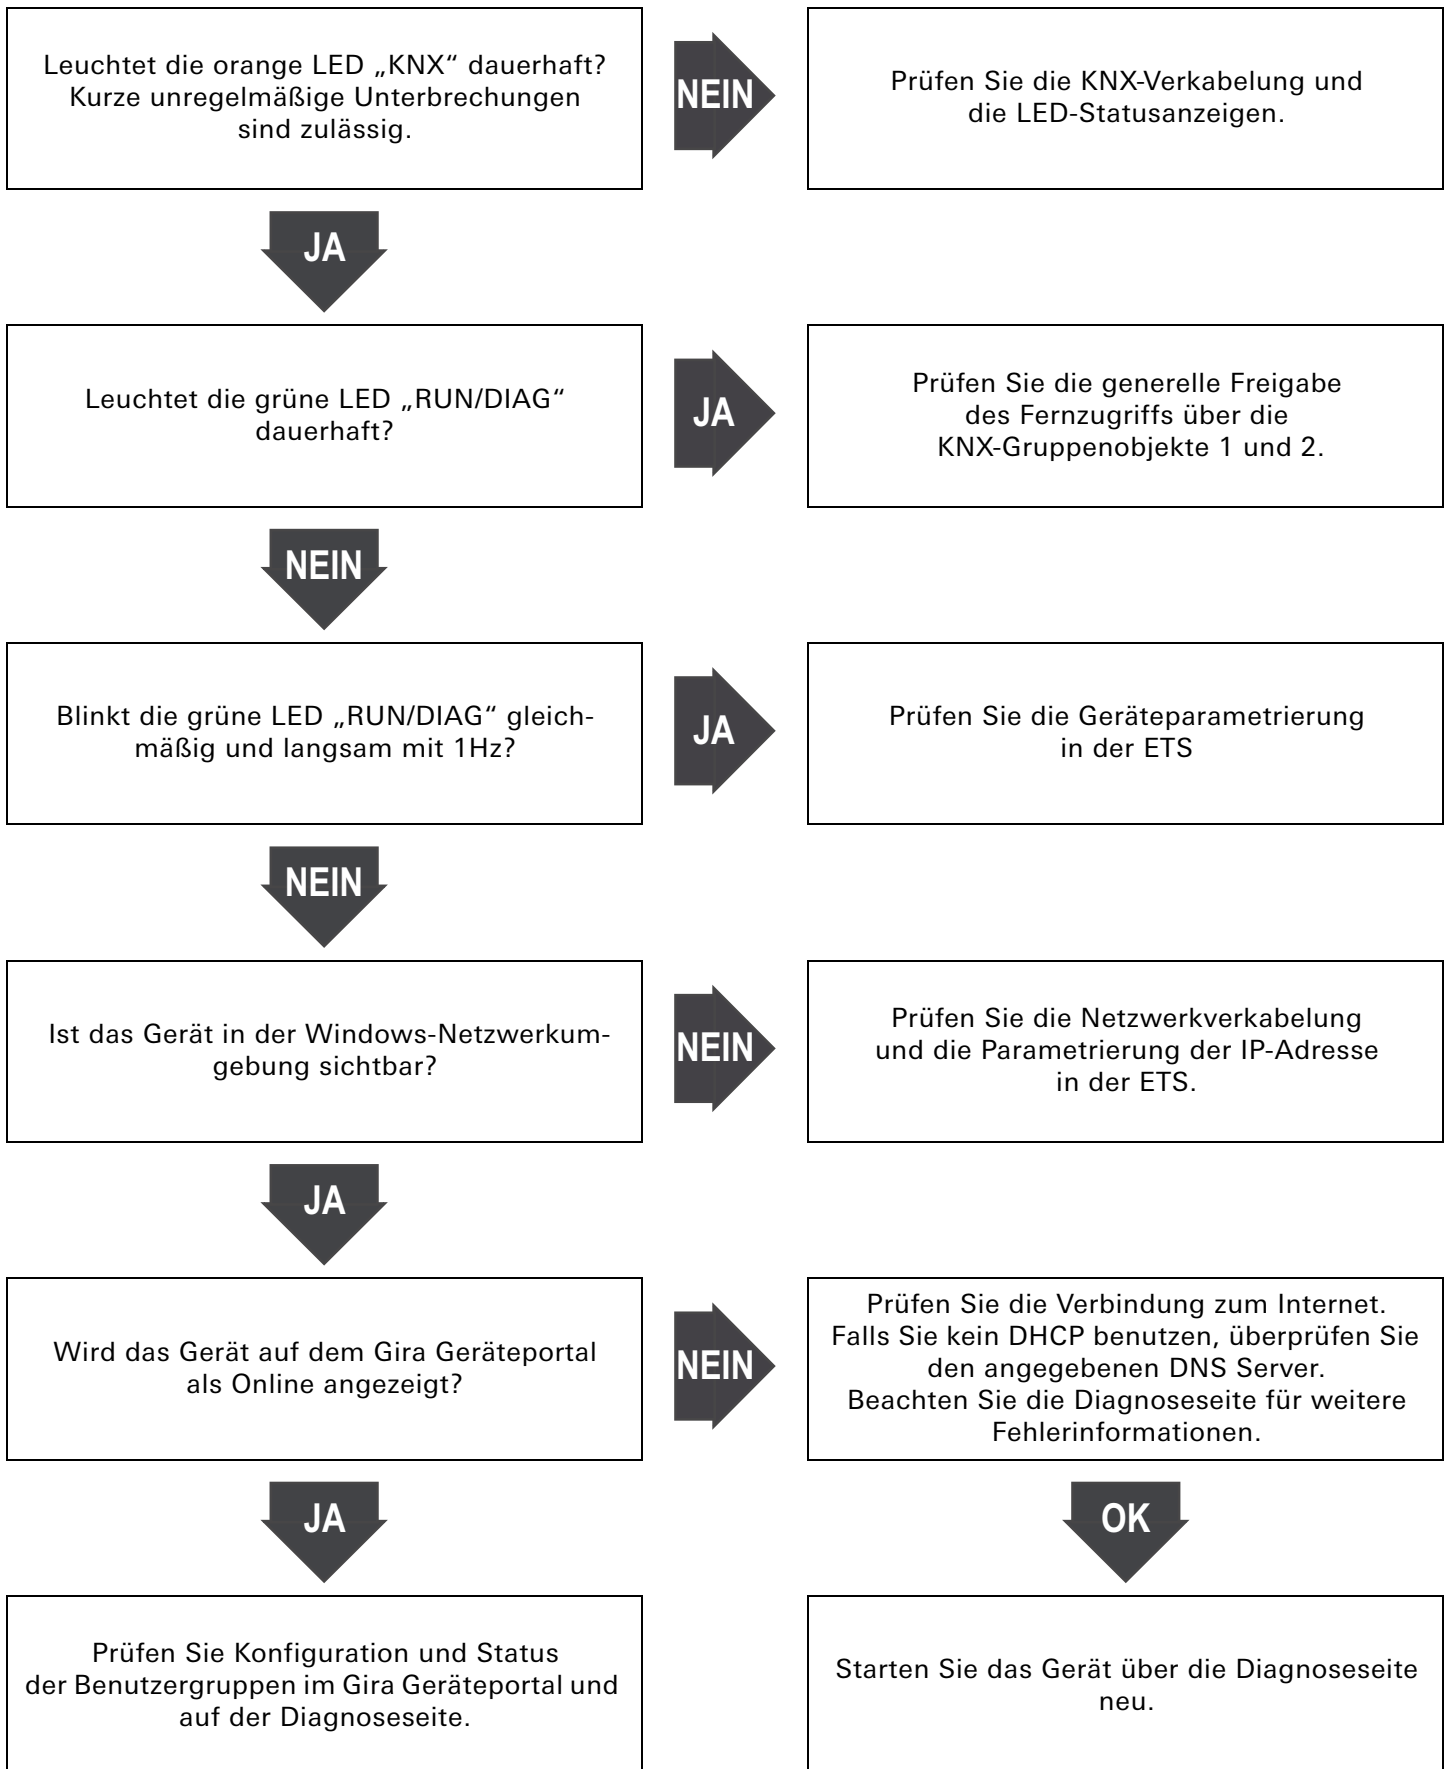 Leuchtet die orange LED „KNX“ dauerhaft?
Kurze unregelmäßige Unterbrechungen
sind zulässig.
NEIN
Prüfen Sie die KNX-Verkabelung und
die LED-Statusanzeigen.
JA
Leuchtet die grüne LED „RUN/DIAG“
dauerhaft?
JA
Prüfen Sie die generelle Freigabe
des Fernzugriffs über die
KNX-Gruppenobjekte 1 und 2.
NEIN
Blinkt die grüne LED „RUN/DIAG“ gleich-
mäßig und langsam mit 1Hz?
JA
Prüfen Sie die Geräteparametrierung
in der ETS
NEIN
Ist das Gerät in der Windows-Netzwerkum-
gebung sichtbar?
NEIN
Prüfen Sie die Netzwerkverkabelung
und die Parametrierung der IP-Adresse
in der ETS.
JA
Wird das Gerät auf dem Gira Geräteportal
als Online angezeigt?
NEIN
Prüfen Sie die Verbindung zum Internet.
Falls Sie kein DHCP benutzen, überprüfen Sie
den angegebenen DNS Server.
Beachten Sie die Diagnoseseite für weitere
Fehlerinformationen.
JA
OK
Prüfen Sie Konfiguration und Status
der Benutzergruppen im Gira Geräteportal und
auf der Diagnoseseite.
Starten Sie das Gerät über die Diagnoseseite
neu.